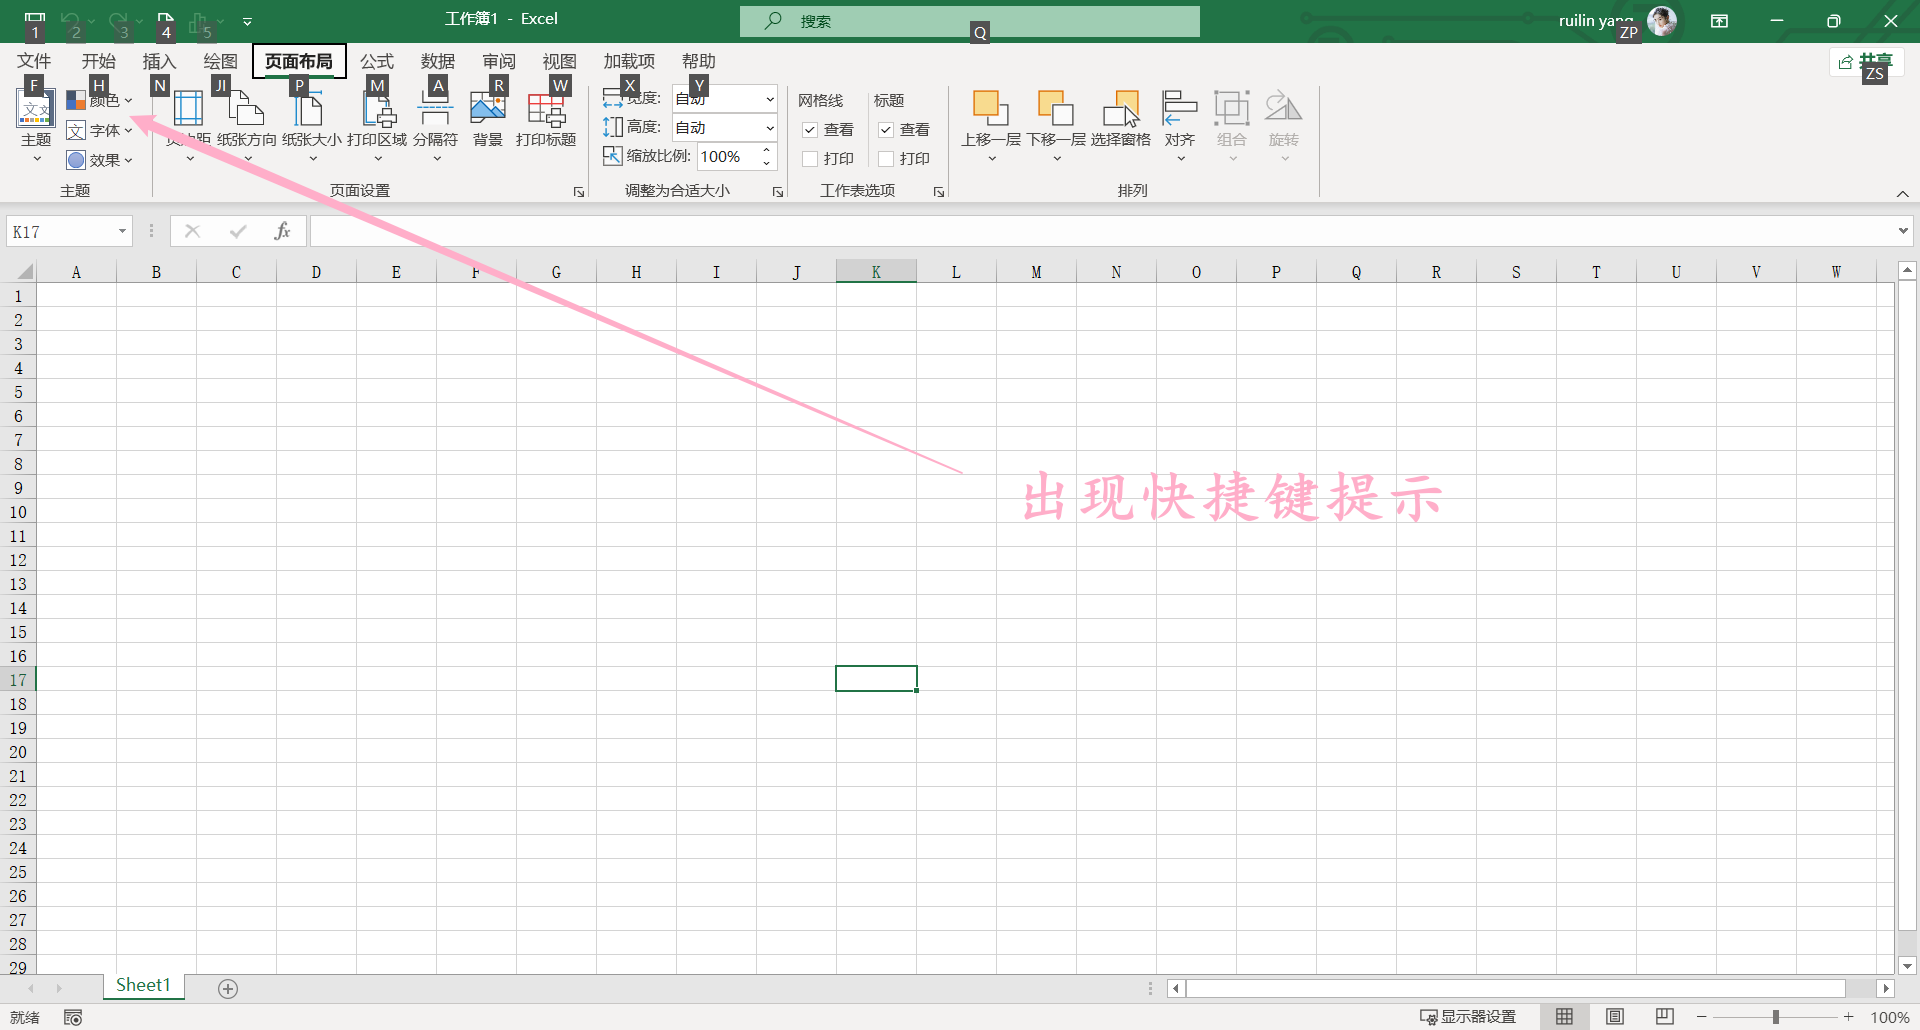 工作簿1 - Excel
搜索
ruilin yang
1 2 3 4 5 Q ZP
文件 开始 插入 绘图 页面布局 公式 数据 审阅 视图 加载项 帮助 共享
F H N JI P M A R W X Y ZS
主题
颜色
字体
效果
主题
页边距 纸张方向 纸张大小 打印区域 分隔符 背景 打印标题
页面设置
宽度: 自动
高度: 自动
缩放比例: 100%
调整为合适大小
网格线 标题
查看 查看
打印 打印
工作表选项
上移一层 下移一层 选择窗格 对齐 组合 旋转
排列
K17 fx
A B C D E F G H I J K L M N O P Q R S T U V W
1
2
3
4
5
6
7
8
9
10
11
12
13
14
15
16
17
18
19
20
21
22
23
24
25
26
27
28
29
出现快捷键提示
Sheet1
就绪 显示器设置 100%